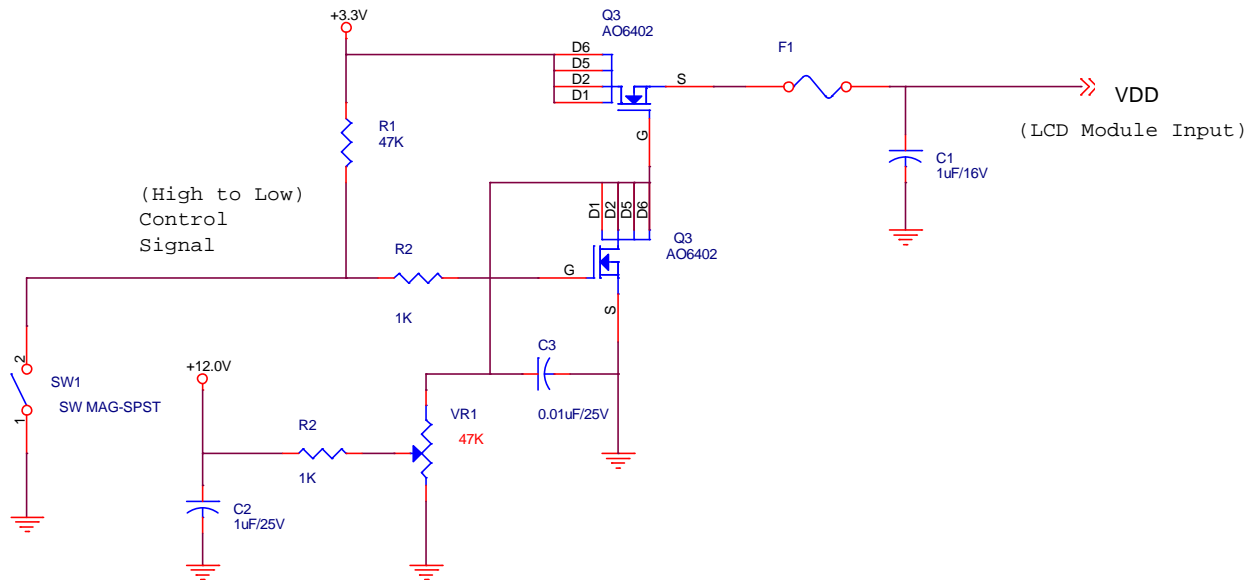 +3.3V
Q3
AO6402
D6
D5
D2
D1
S
G
F1
VDD
(LCD Module Input)
R1
47K
C1
1uF/16V
(High to Low)
Control
Signal
D1
D2
D5
D6
Q3
AO6402
R2
1K
G
S
2
1
SW1
SW MAG-SPST
+12.0V
C3
0.01uF/25V
VR1
47K
R2
1K
C2
1uF/25V